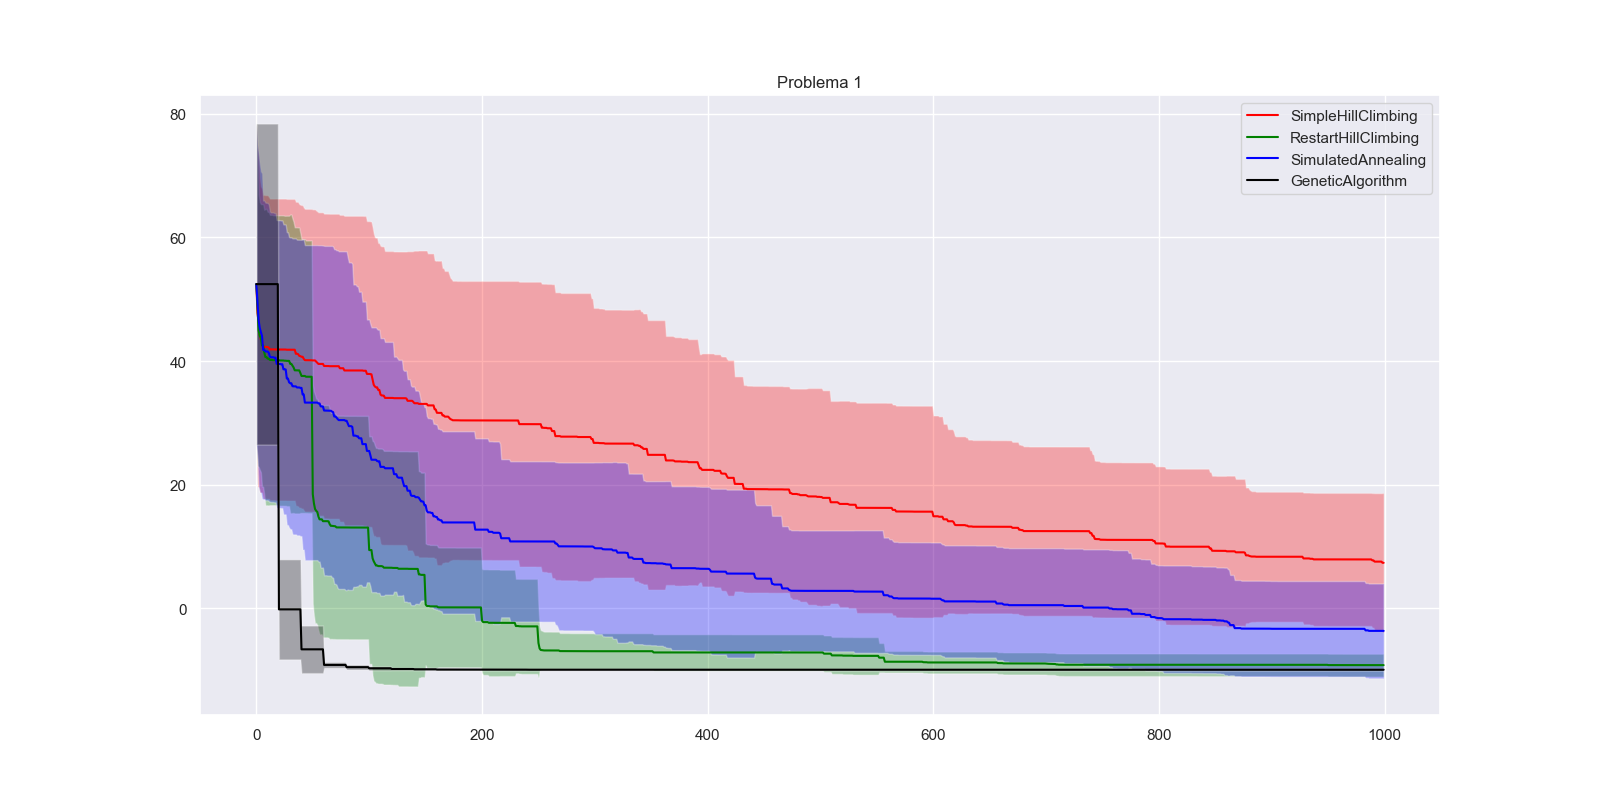 Problema 1
80
60
40
20
0
0 200 400 600 800 1000
SimpleHillClimbing
RestartHillClimbing
SimulatedAnnealing
GeneticAlgorithm